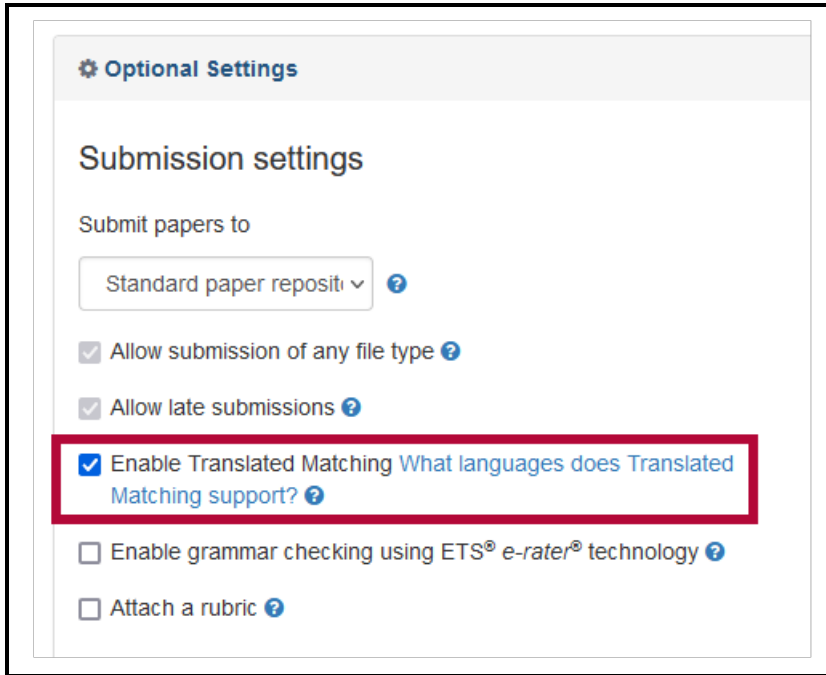 Optional Settings
Submission settings
Submit papers to
Standard paper reposit
Allow submission of any file type
Allow late submissions
Enable Translated Matching What languages does Translated
Matching support?
Enable grammar checking using ETS® e-rater® technology
Attach a rubric